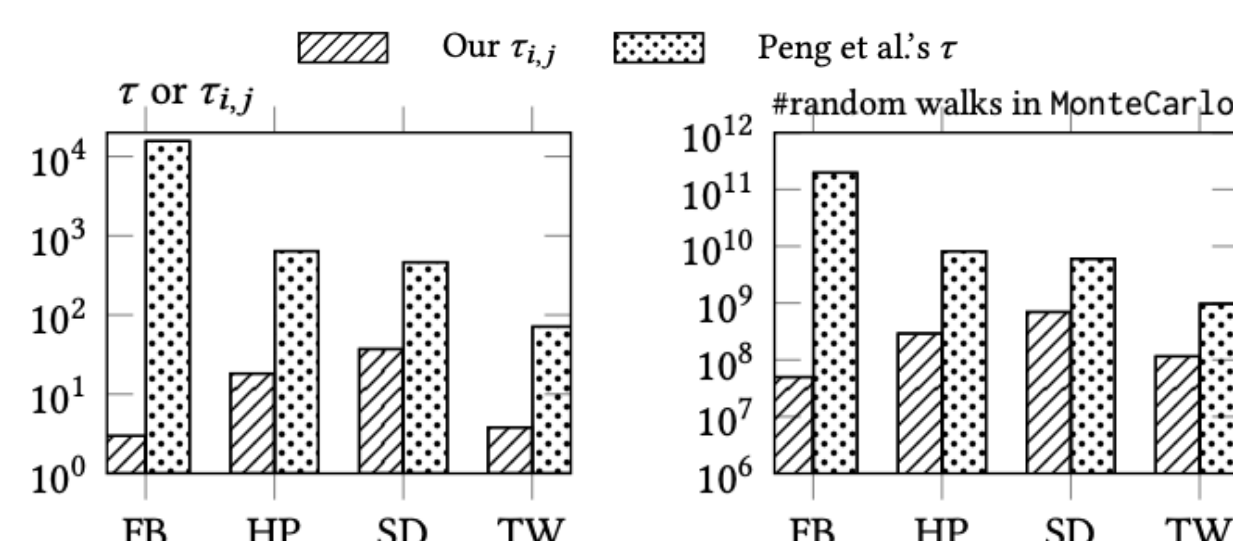 Our τi,j Peng et al.'s τ
τ or τi,j
10^4
10^3
10^2
10^1
10^0
FB HP SD TW
#random walks in MonteCarlo
10^12
10^11
10^10
10^9
10^8
10^7
10^6
FB HP SD TW